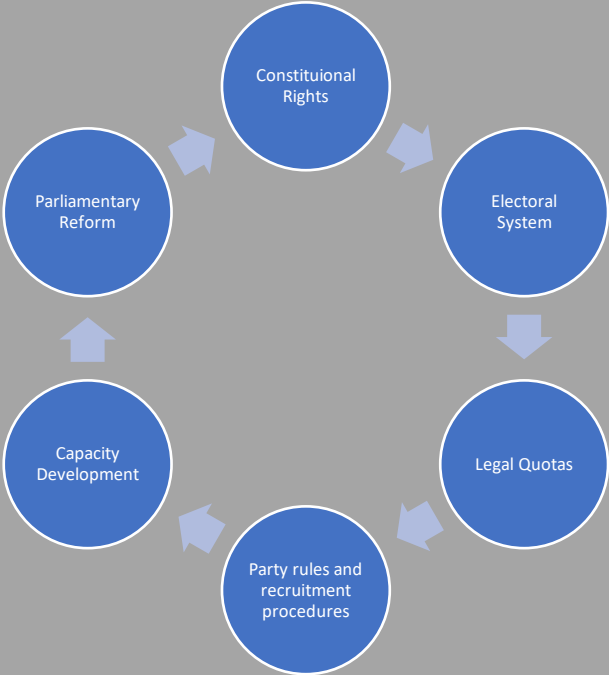 Constituional
Rights
Electoral
System
Legal Quotas
Party rules and
recruitment
procedures
Capacity
Development
Parliamentary
Reform